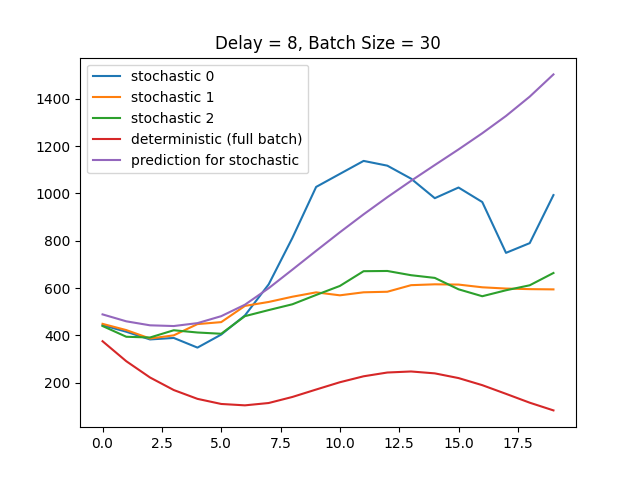 Delay = 8, Batch Size = 30
stochastic 0
stochastic 1
stochastic 2
deterministic (full batch)
prediction for stochastic
1400
1200
1000
800
600
400
200
0.0 2.5 5.0 7.5 10.0 12.5 15.0 17.5